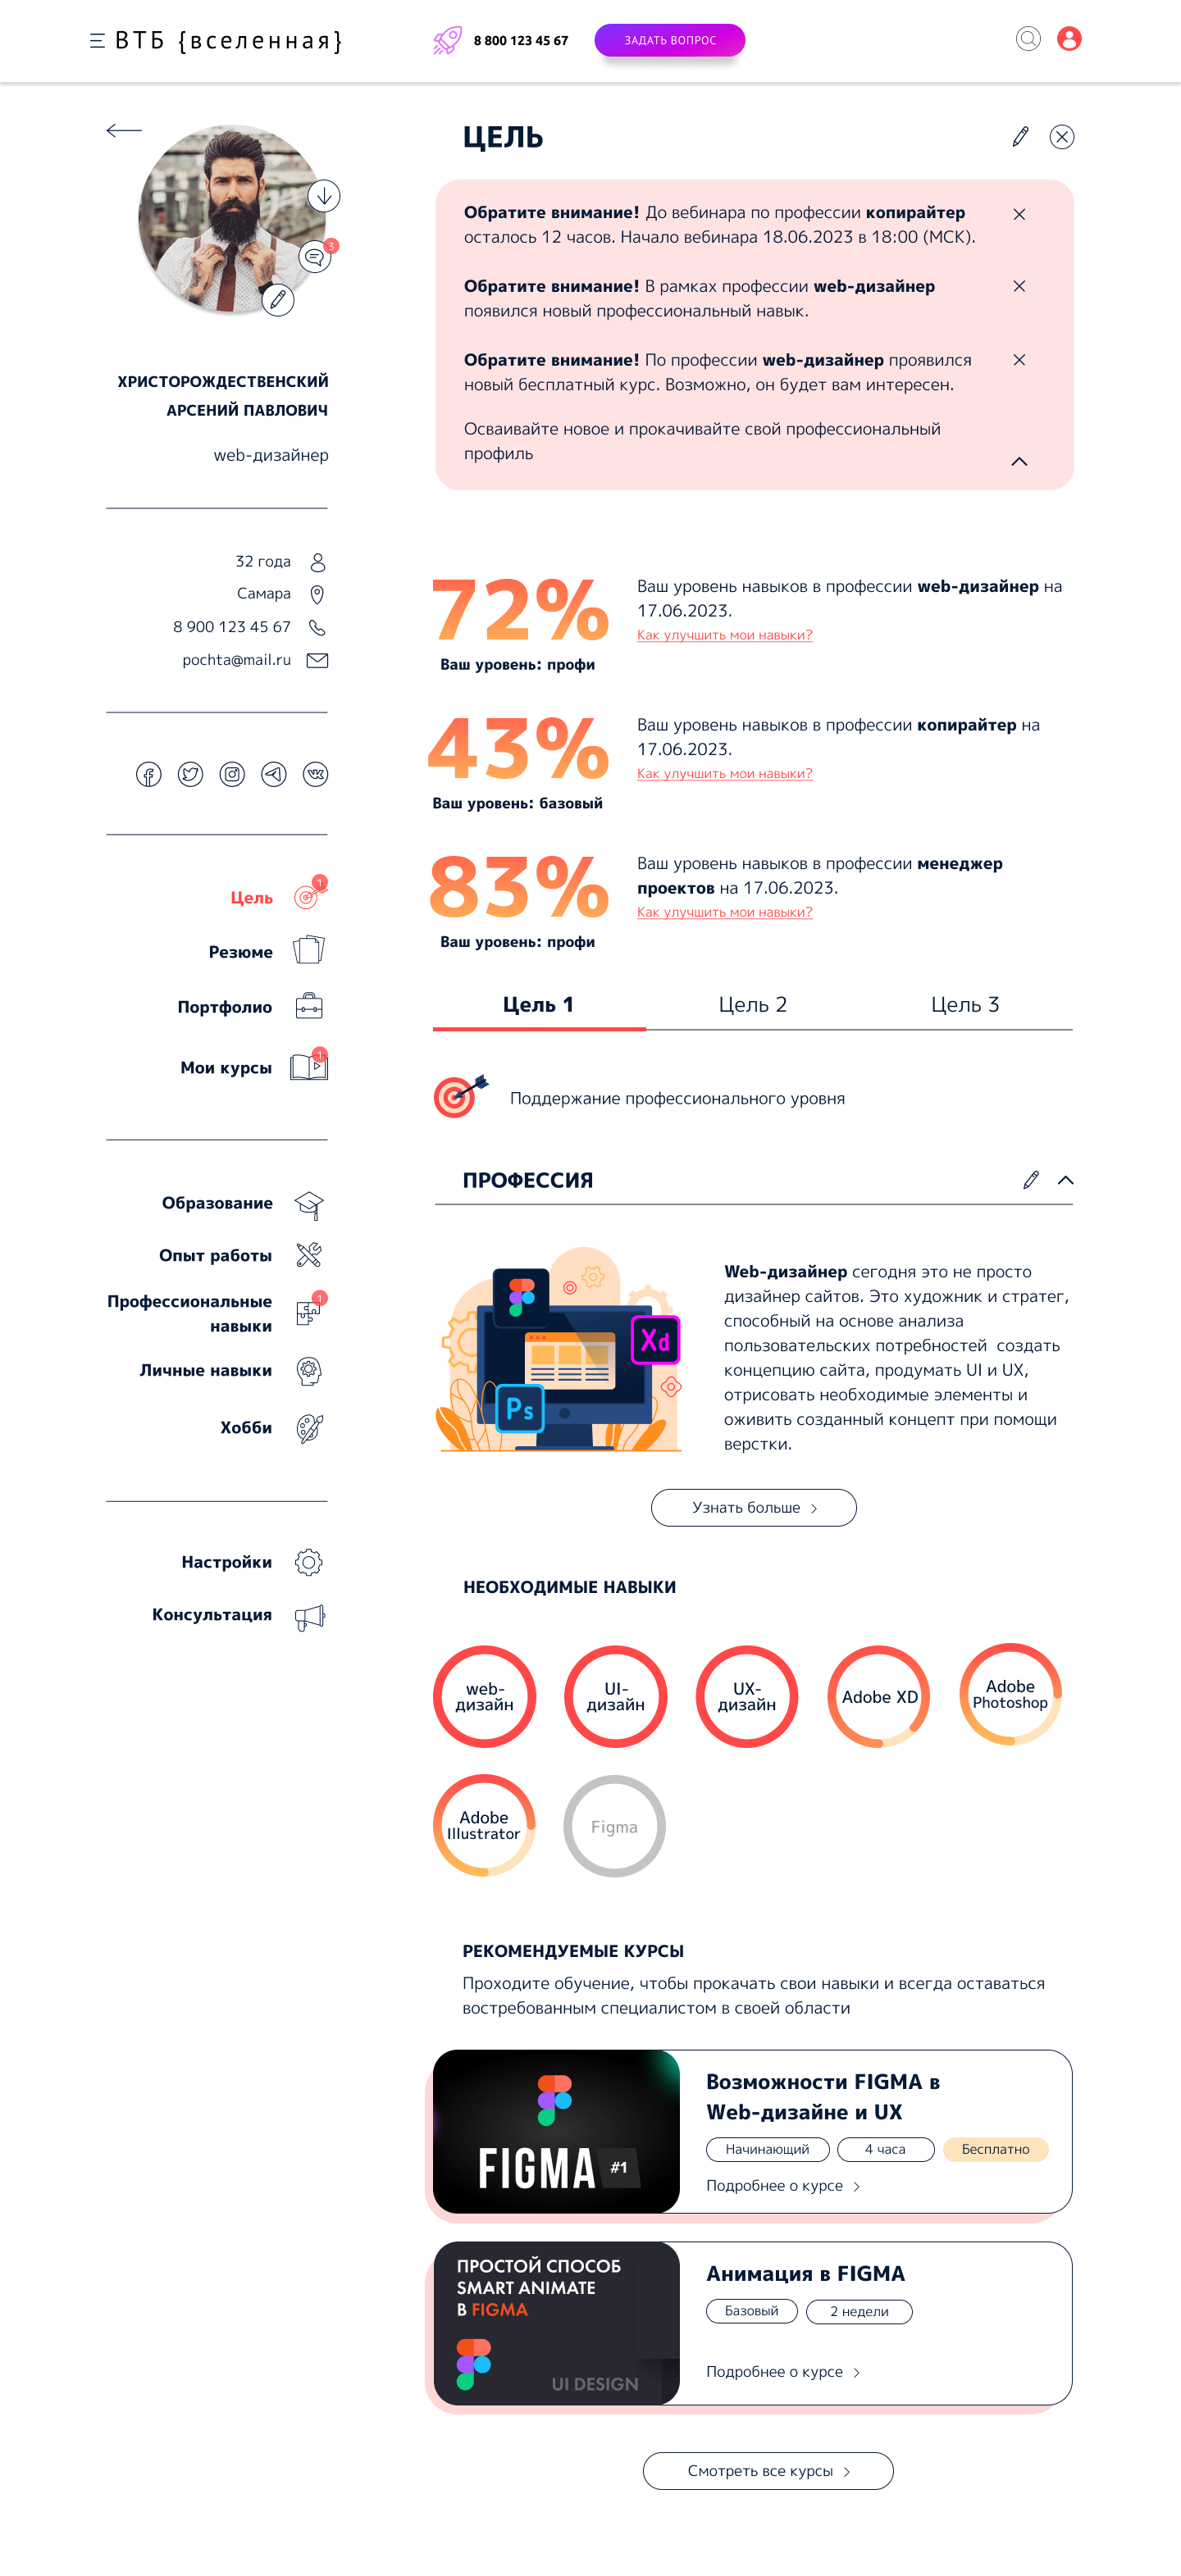 ВТБ {вселенная}
8 800 123 45 67
ЗАДАТЬ ВОПРОС
3
ХРИСТОРОЖДЕСТВЕНСКИЙ
АРСЕНИЙ ПАВЛОВИЧ
web-дизайнер
32 года
Самара
8 900 123 45 67
pochta@mail.ru
Цель
1
Резюме
Портфолио
Мои курсы
1
Образование
Опыт работы
Профессиональные
навыки
1
Личные навыки
Хобби
Настройки
Консультация
ЦЕЛЬ
Обратите внимание! До вебинара по профессии копирайтер
осталось 12 часов. Начало вебинара 18.06.2023 в 18:00 (МСК).
Обратите внимание! В рамках профессии web-дизайнер
появился новый профессиональный навык.
Обратите внимание! По профессии web-дизайнер проявился
новый бесплатный курс. Возможно, он будет вам интересен.
Осваивайте новое и прокачивайте свой профессиональный
профиль
72%
Ваш уровень: профи
Ваш уровень навыков в профессии web-дизайнер на
17.06.2023.
Как улучшить мои навыки?
43%
Ваш уровень: базовый
Ваш уровень навыков в профессии копирайтер на
17.06.2023.
Как улучшить мои навыки?
83%
Ваш уровень: профи
Ваш уровень навыков в профессии менеджер
проектов на 17.06.2023.
Как улучшить мои навыки?
Цель 1
Цель 2
Цель 3
Поддержание профессионального уровня
ПРОФЕССИЯ
Xd
Ps
Web-дизайнер сегодня это не просто
дизайнер сайтов. Это художник и стратег,
способный на основе анализа
пользовательских потребностей создать
концепцию сайта, продумать UI и UX,
отрисовать необходимые элементы и
оживить созданный концепт при помощи
верстки.
Узнать больше
НЕОБХОДИМЫЕ НАВЫКИ
web-
дизайн
UI-
дизайн
UX-
дизайн
Adobe XD
Adobe
Photoshop
Adobe
Illustrator
Figma
РЕКОМЕНДУЕМЫЕ КУРСЫ
Проходите обучение, чтобы прокачать свои навыки и всегда оставаться
востребованным специалистом в своей области
FIGMA #1
Возможности FIGMA в
Web-дизайне и UX
Начинающий
4 часа
Бесплатно
Подробнее о курсе
ПРОСТОЙ СПОСОБ
SMART ANIMATE
В FIGMA
UI DESIGN
Анимация в FIGMA
Базовый
2 недели
Подробнее о курсе
Смотреть все курсы